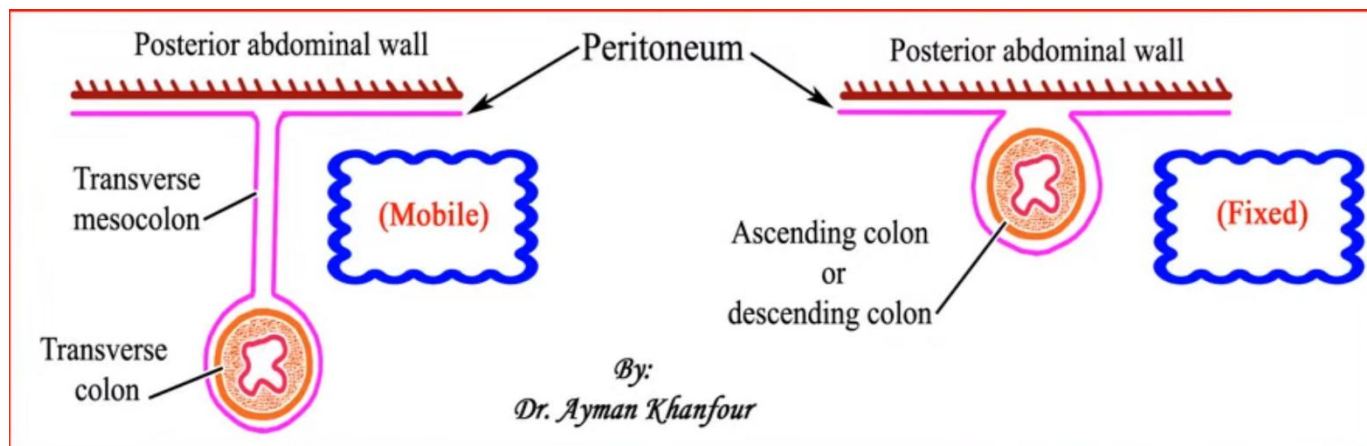 Posterior abdominal wall
Peritoneum
Posterior abdominal wall
Transverse
mesocolon
(Mobile)
Transverse
colon
Ascending colon
or
descending colon
(Fixed)
By:
Dr. Ayman Khanfour